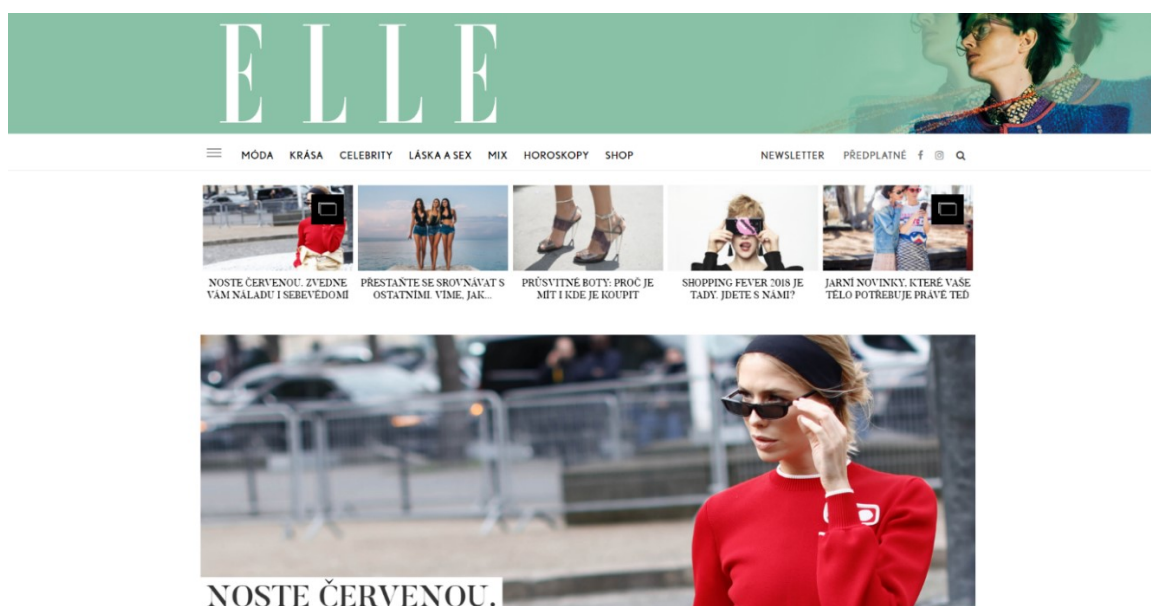 ELLE
MÓDA KRÁSA CELEBRITY LÁSKA A SEX MIX HOROSKOPY SHOP NEWSLETTER PŘEDPLATNÉ
NOSTE ČERVENOU. ZVEDNE
VÁM NÁLADU I SEBEVĚDOMÍ
PŘESTAŇTE SE SROVNÁVAT S
OSTATNÍMI. VÍME, JAK...
PRŮSVITNÉ BOTY: PROČ JE
MÍT I KDE JE KOUPIT
SHOPPING FEVER 2018 JE
TADY. JDETE S NÁMI?
JARNÍ NOVINKY, KTERÉ VAŠE
TĚLO POTŘEBUJE PRÁVĚ TEĎ
NOSTE ČERVENOU.